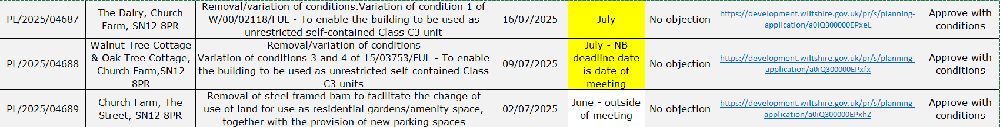 PL/2025/04687
The Dairy, Church
Farm, SN12 8PR
Removal/variation of conditions.Variation of condition 1 of
W/00/02118/FUL - To enable the building to be used as
unrestricted self-contained Class C3 unit
16/07/2025
July
No objection
https://development.wiltshire.gov.uk/pr/s/planning-
application/a0iQ300000EPxeL
Approve with
conditions
PL/2025/04688
Walnut Tree Cottage
& Oak Tree Cottage,
Church Farm,SN12
8PR
Removal/variation of conditions
Variation of conditions 3 and 4 of 15/03753/FUL - To enable
the building to be used as unrestricted self-contained Class
C3 units
09/07/2025
July - NB
deadline date
is date of
meeting
No objection
https://development.wiltshire.gov.uk/pr/s/planning-
application/a0iQ300000EPxfx
Approve with
conditions
PL/2025/04689
Church Farm, The
Street, SN12 8PR
Removal of steel framed barn to facilitate the change of
use of land for use as residential gardens/amenity space,
together with the provision of new parking spaces
02/07/2025
June - outside
of meeting
No objection
https://development.wiltshire.gov.uk/pr/s/planning-
application/a0iQ300000EPxhZ
Approve with
conditions